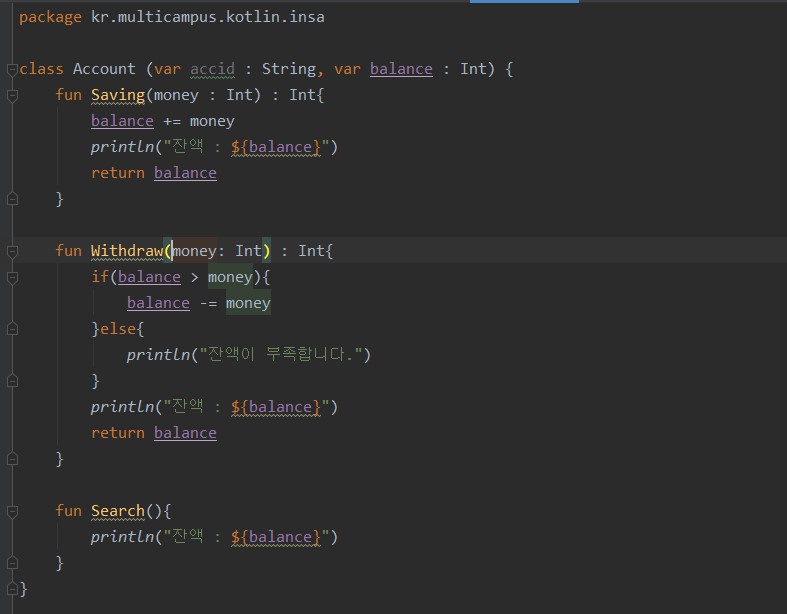 package kr.multicampus.kotlin.insa
class Account (var accid : String, var balance : Int) {
fun Saving(money : Int) : Int{
balance += money
println("잔액 : ${balance}")
return balance
}
fun Withdraw(money: Int) : Int{
if(balance > money){
balance -= money
}else{
println("잔액이 부족합니다.")
}
println("잔액 : ${balance}")
return balance
}
fun Search(){
println("잔액 : ${balance}")
}
}